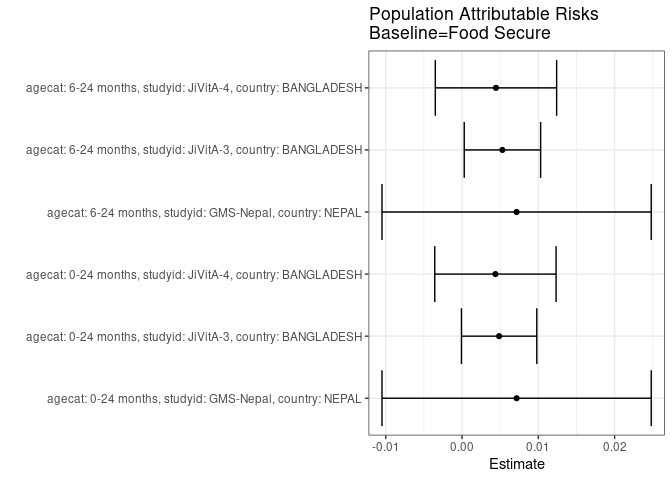 Population Attributable Risks
Baseline=Food Secure
agecat: 6-24 months, studyid: JiVitA-4, country: BANGLADESH
agecat: 6-24 months, studyid: JiVitA-3, country: BANGLADESH
agecat: 6-24 months, studyid: GMS-Nepal, country: NEPAL
agecat: 0-24 months, studyid: JiVitA-4, country: BANGLADESH
agecat: 0-24 months, studyid: JiVitA-3, country: BANGLADESH
agecat: 0-24 months, studyid: GMS-Nepal, country: NEPAL
-0.01 0.00 0.01 0.02
Estimate